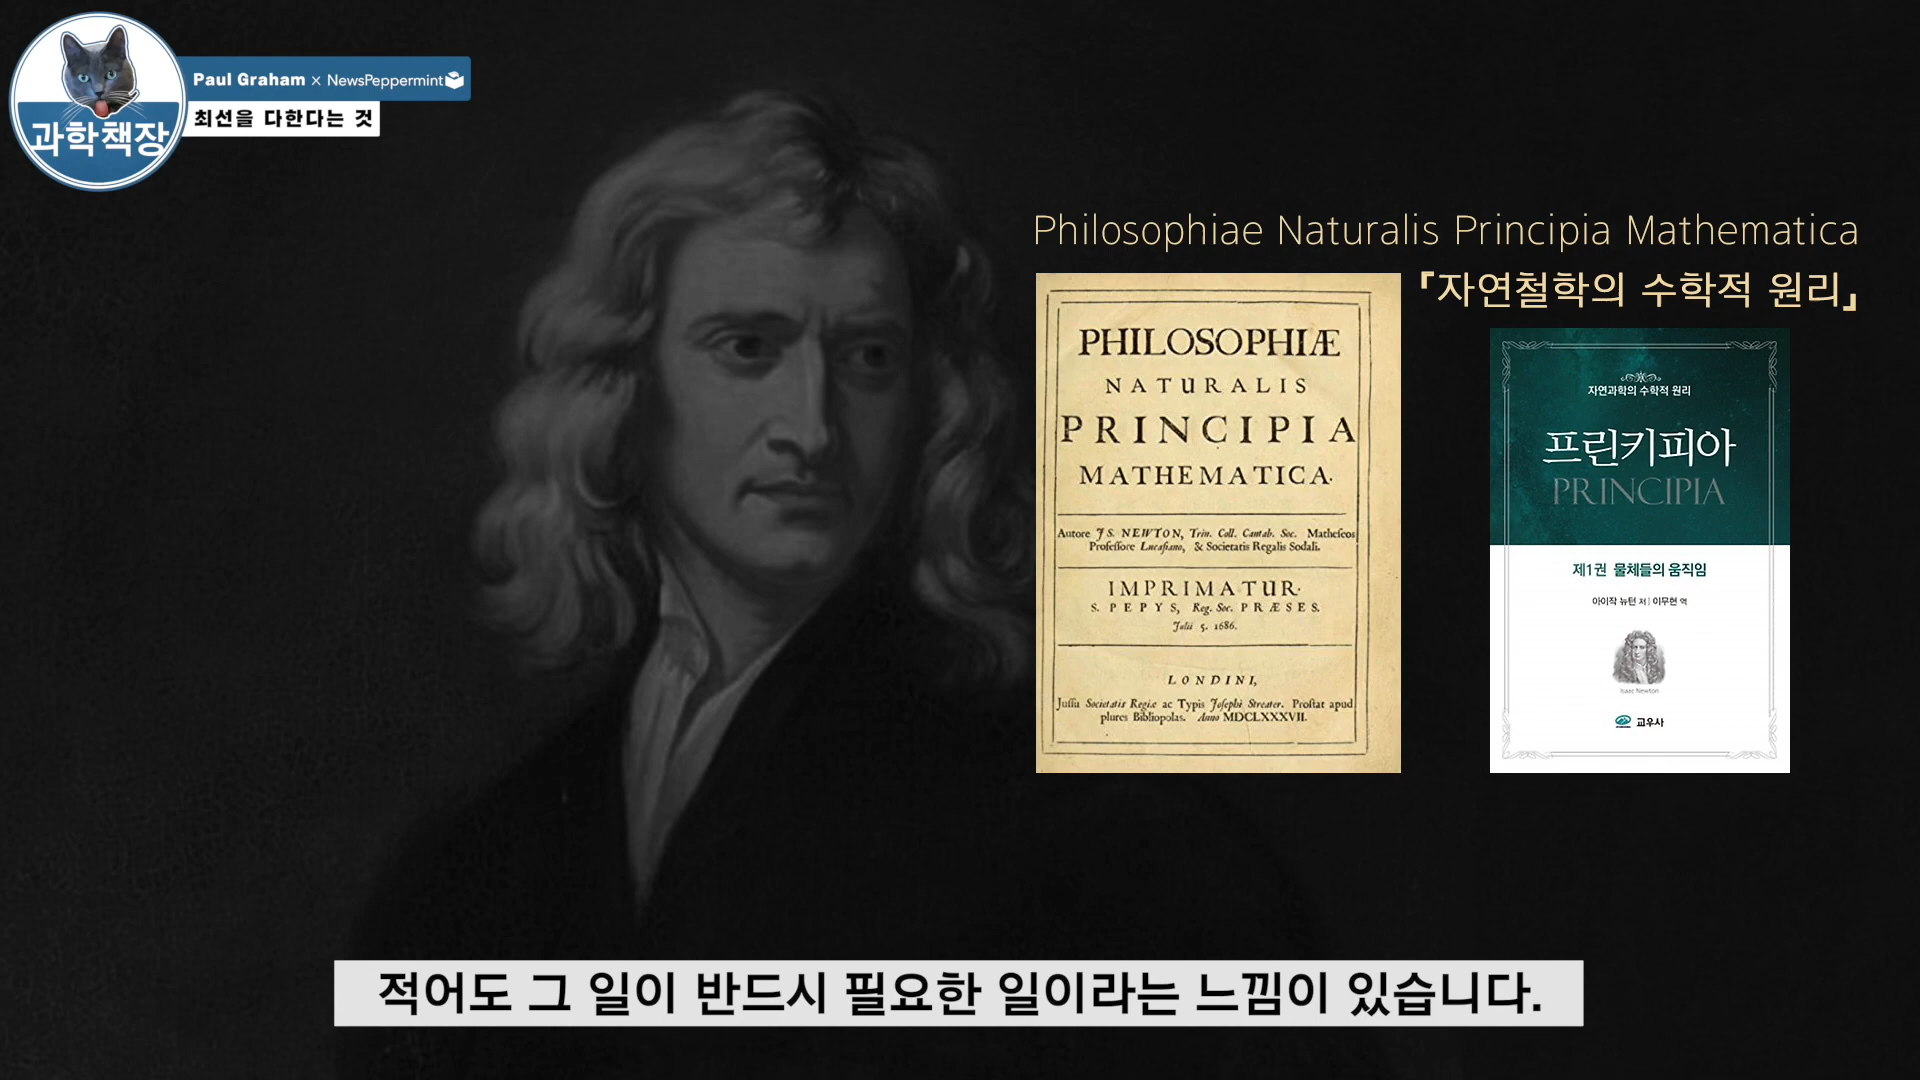 Paul Graham × NewsPeppermint
최선을 다한다는 것
과학책장
Philosophiae Naturalis Principia Mathematica
『자연철학의 수학적 원리』
PHILOSOPHIÆ
NATURALIS
PRINCIPIA
MATHEMATICA.
Autore JS. NEWTON, Trin. Coll. Cantab. Soc. Matheseos
Professore Lucasiano, & Societatis Regalis Sodali.
IMPRIMATUR.
S. PEPYS, Reg. Soc. PRÆSES.
Julii 5. 1686.
LONDINI,
Jussu Societatis Regiæ ac Typis Josephi Streater. Prostat apud
plures Bibliopolas. Anno MDCLXXXVII.
자연과학의 수학적 원리
프린키피아
PRINCIPIA
제1권 물체들의 움직임
아이작 뉴턴 저 | 이무현 역
Isaac Newton
교우사
적어도 그 일이 반드시 필요한 일이라는 느낌이 있습니다.